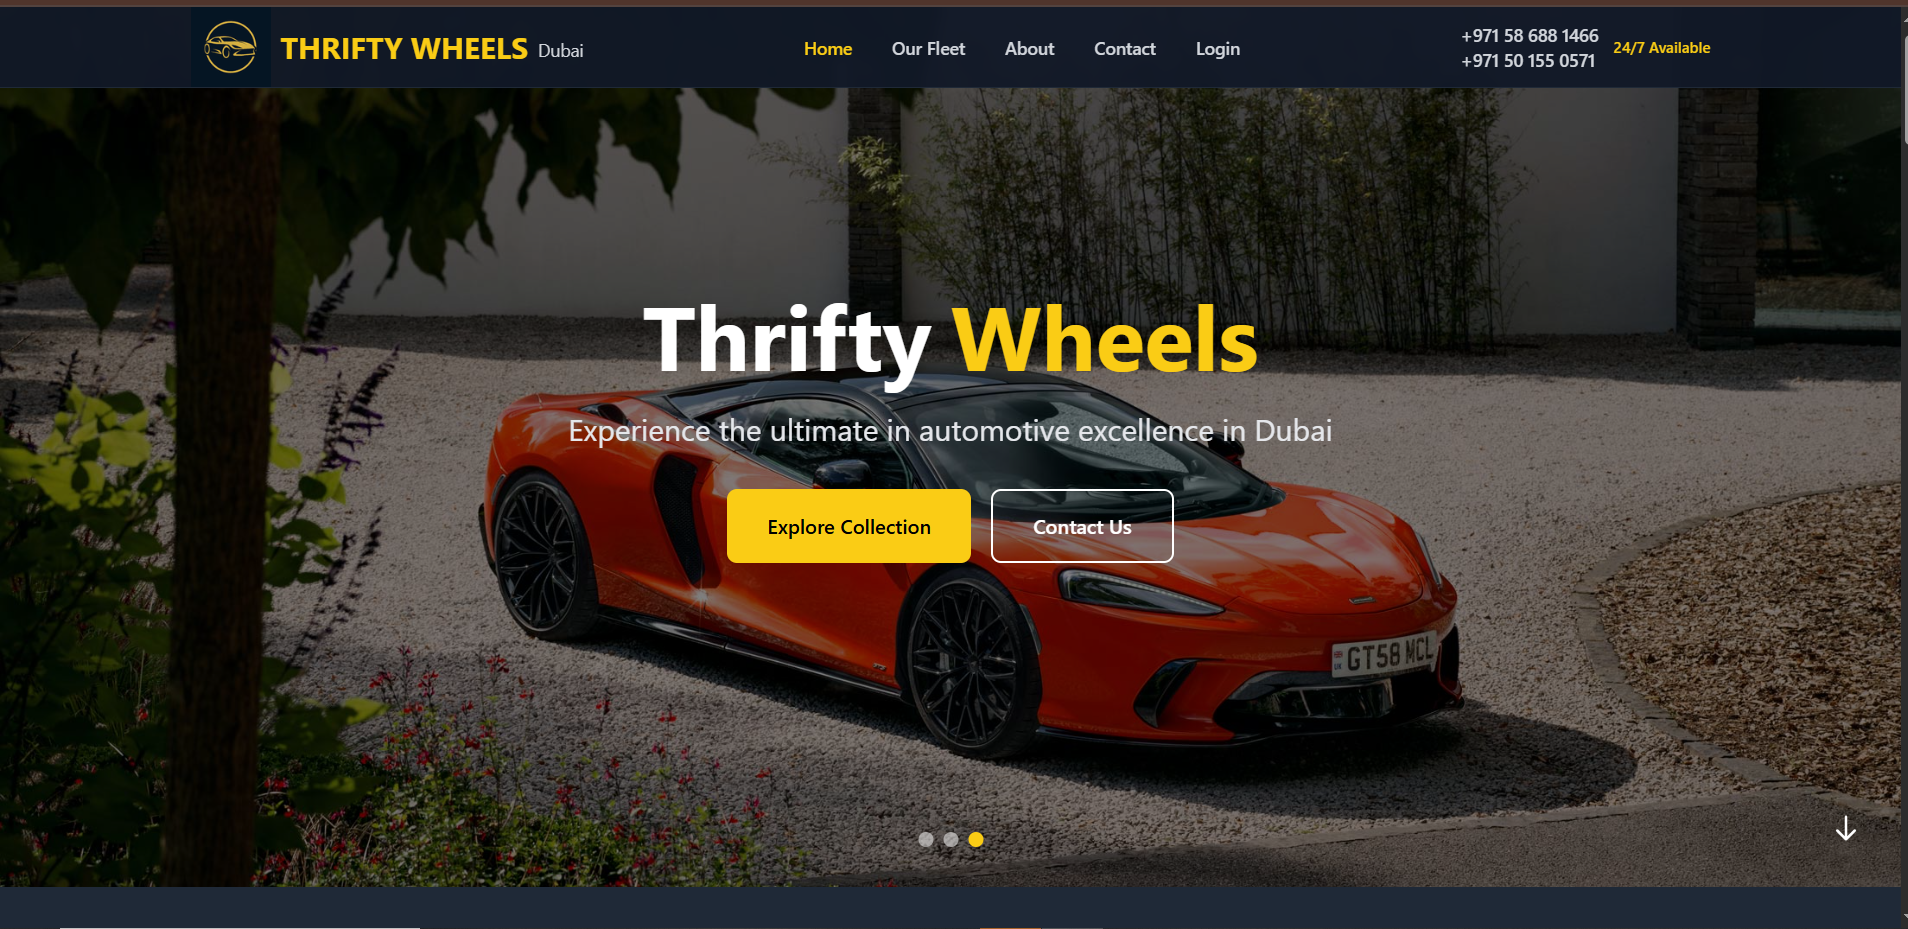 THRIFTY WHEELS Dubai
Home
Our Fleet
About
Contact
Login
+971 58 688 1466
+971 50 155 0571
24/7 Available
Thrifty Wheels
Experience the ultimate in automotive excellence in Dubai
Explore Collection
Contact Us
GT58 MCL